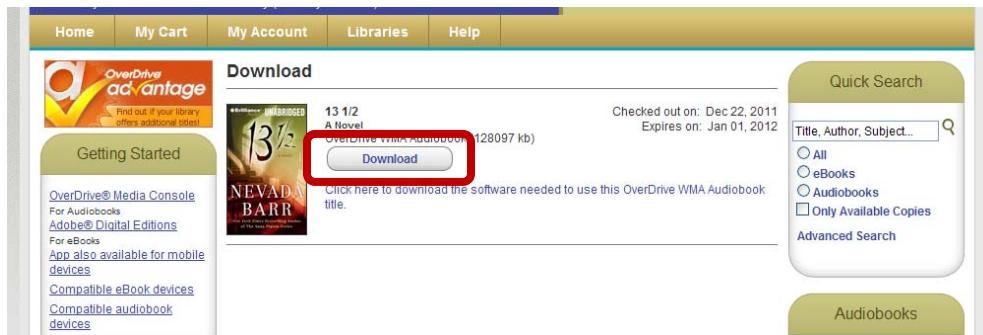 Home My Cart My Account Libraries Help
OverDrive
advantage
Find out if your library
offers additional titles!
Getting Started
OverDrive® Media Console
For Audiobooks
Adobe® Digital Editions
For eBooks
App also available for mobile
devices
Compatible eBook devices
Compatible audiobook
devices
Download
UNABRIDGED
13½
NEVADA
BARR
13 1/2
A Novel
OverDrive WMA Audiobook (128097 kb)
Download
Click here to download the software needed to use this OverDrive WMA Audiobook
title.
Checked out on: Dec 22, 2011
Expires on: Jan 01, 2012
Quick Search
Title, Author, Subject...
All
eBooks
Audiobooks
Only Available Copies
Advanced Search
Audiobooks